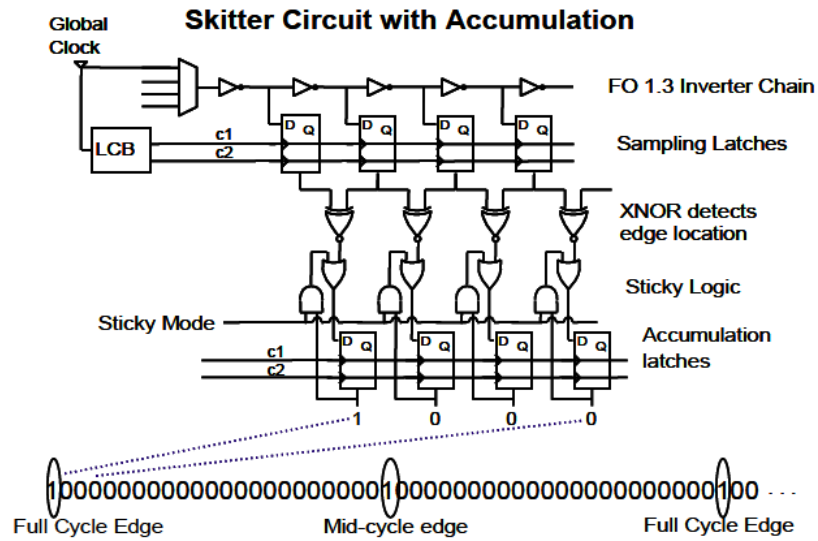 Skitter Circuit with Accumulation
Global
Clock
FO 1.3 Inverter Chain
D Q D Q D Q D Q
LCB
c1
c2
Sampling Latches
XNOR detects
edge location
Sticky Logic
Sticky Mode
Accumulation
latches
D Q D Q D Q D Q
c1
c2
1 0 0 0
Full Cycle Edge Mid-cycle edge Full Cycle Edge